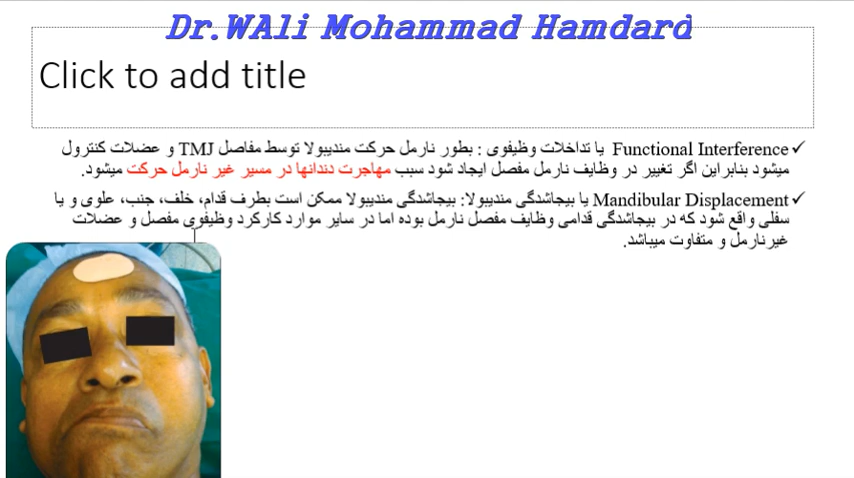 Dr.WAli Mohammad Hamdard
Click to add title
✓ Functional Interference یا تداخلات وظیفوی : بطور نارمل حرکت مندیبولا توسط مفاصل TMJ و عضلات کنترول
میشود بنابراین اگر تغییر در وظایف نارمل مفصل ایجاد شود سبب مهاجرت دندانها در مسیر غیر نارمل حرکت میشود.
✓ Mandibular Displacement یا بیجاشدگی مندیبولا: بیجاشدگی مندیبولا ممکن است بطرف قدام، خلف، جنب، علوی و یا
سفلی واقع شود که در بیجاشدگی قدامی وظایف مفصل نارمل بوده اما در سایر موارد کارکرد وظیفوی مفصل و عضلات
غیرنارمل و متفاوت میباشد.